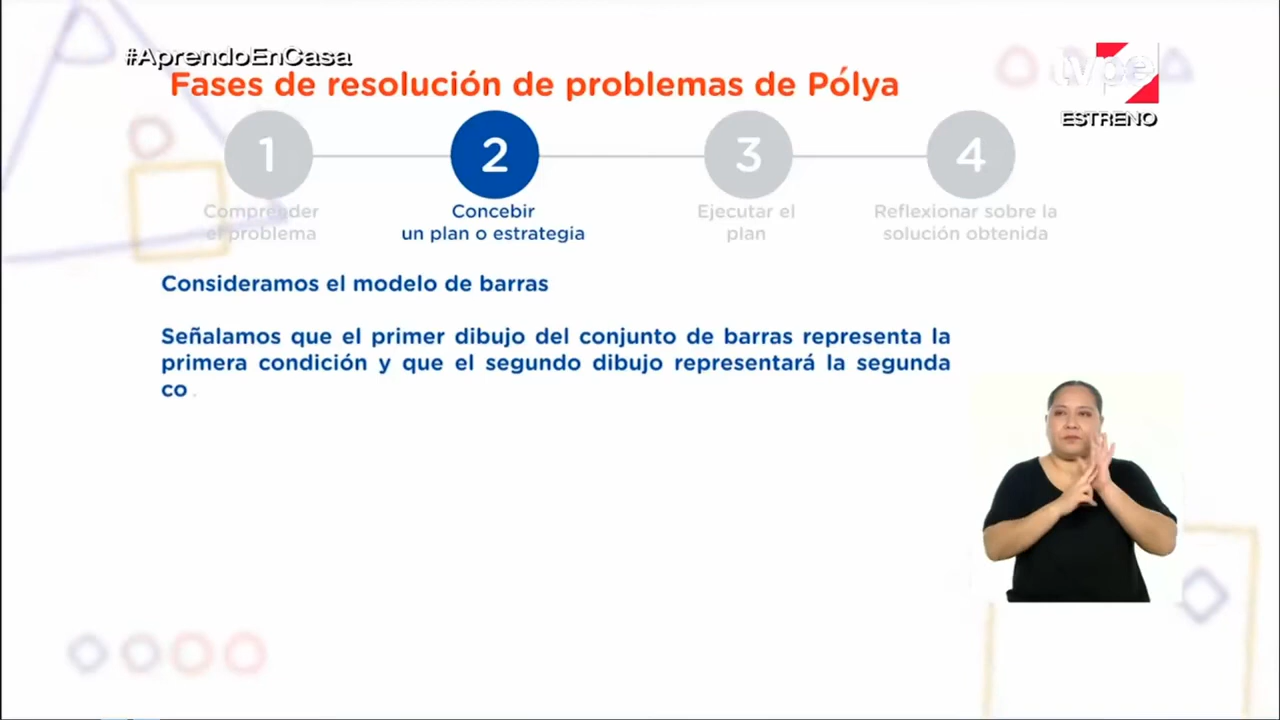 #AprendoEnCasa
Fases de resolución de problemas de Pólya
tvpe
ESTRENO
1
2
3
4
Comprender
el problema
Concebir
un plan o estrategia
Ejecutar el
plan
Reflexionar sobre la
solución obtenida
Consideramos el modelo de barras
Señalamos que el primer dibujo del conjunto de barras representa la
primera condición y que el segundo dibujo representará la segunda
co